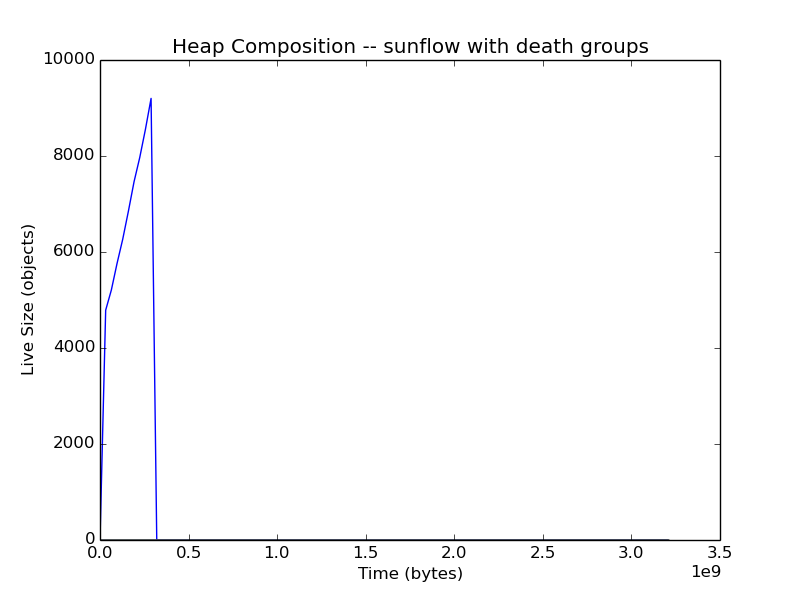 Heap Composition -- sunflow with death groups
10000
8000
6000
4000
2000
0
Live Size (objects)
0.0 0.5 1.0 1.5 2.0 2.5 3.0 3.5
1e9
Time (bytes)